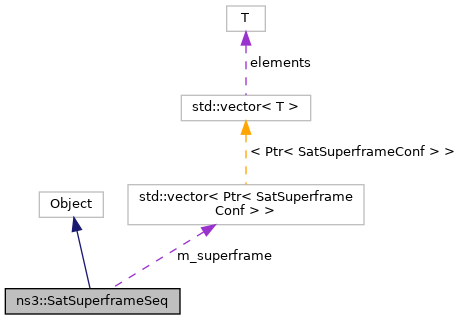 T
elements
std::vector< T >
< Ptr< SatSuperframeConf > >
std::vector< Ptr< SatSuperframe
Conf > >
Object
m_superframe
ns3::SatSuperframeSeq